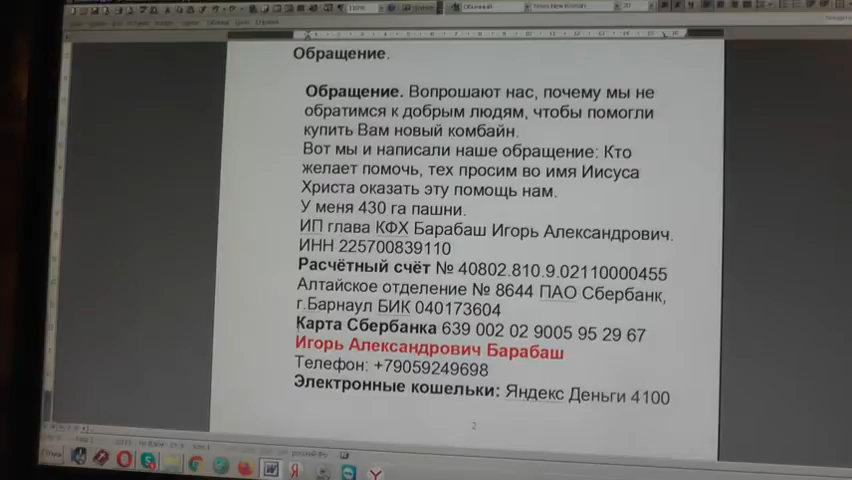 Обращение.
Обращение. Вопрошают нас, почему мы не
обратимся к добрым людям, чтобы помогли
купить Вам новый комбайн.
Вот мы и написали наше обращение: Кто
желает помочь, тех просим во имя Иисуса
Христа оказать эту помощь нам.
У меня 430 га пашни.
ИП глава КФХ Барабаш Игорь Александрович.
ИНН 225700839110
Расчётный счёт № 40802.810.9.02110000455
Алтайское отделение № 8644 ПАО Сбербанк,
г.Барнаул БИК 040173604
Карта Сбербанка 639 002 02 9005 95 29 67
Игорь Александрович Барабаш
Телефон: +79059249698
Электронные кошельки: Яндекс Деньги 4100
2